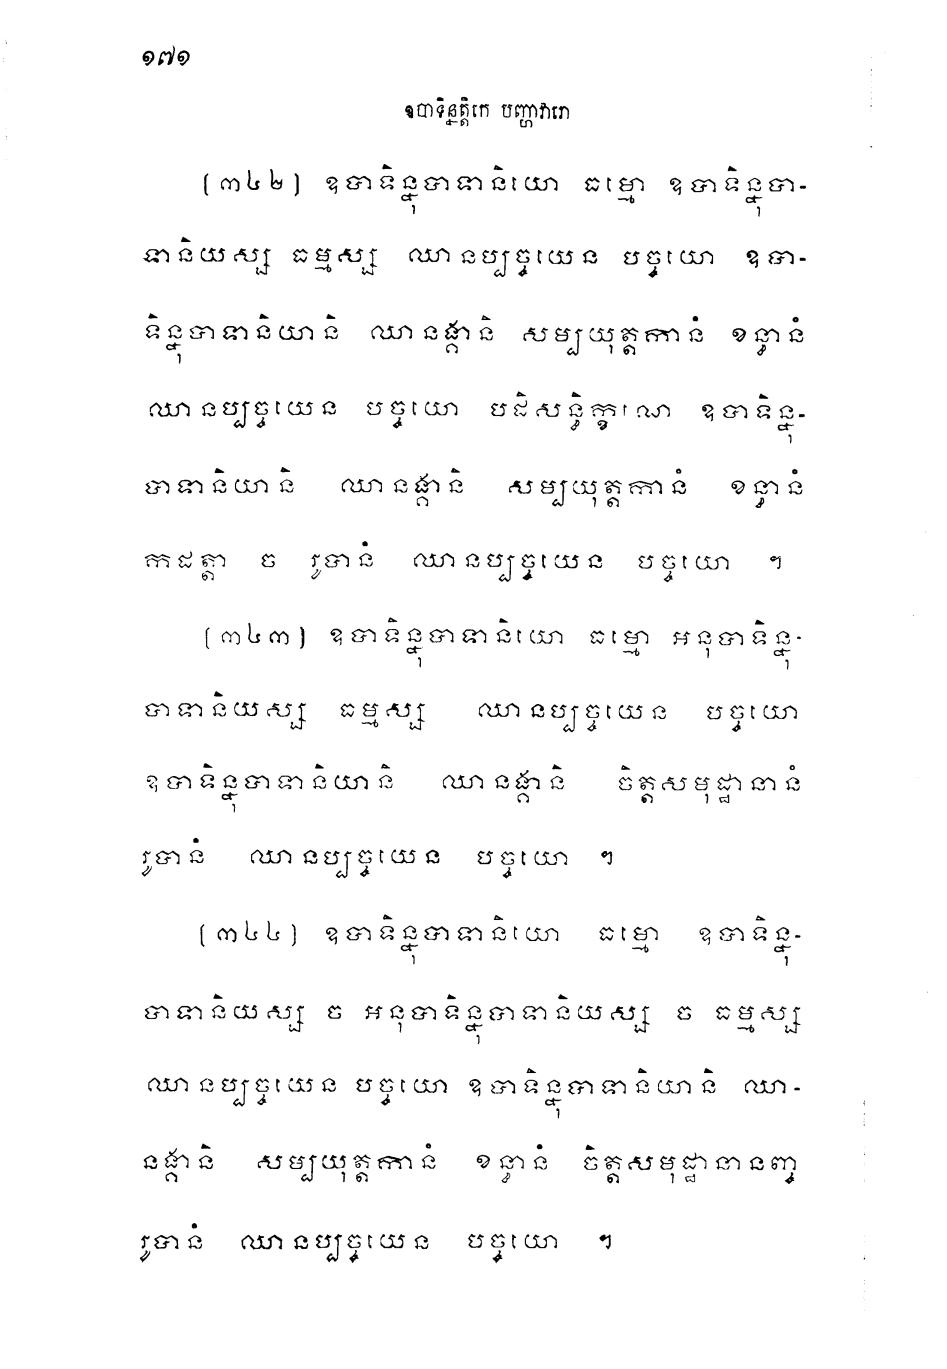 ១៧១
ឧបាទិន្នត្តិកេ បញ្ហាវារោ
(៣៤២) ឧបាទិន្នុបាទានិយោ ធម្មោ ឧបាទិន្នុបា-
ទានិយស្ស ធម្មស្ស ឈានប្បច្ចយេន បច្ចយោ ឧបា-
ទិន្នុបាទានិយានិ ឈានង្គានិ សម្បយុត្តកានំ ខន្ធានំ
ឈានប្បច្ចយេន បច្ចយោ បដិសន្ធិក្ខណេ ឧបាទិន្នុ-
បាទានិយានិ ឈានង្គានិ សម្បយុត្តកានំ ខន្ធានំ
កដត្តា ច រូបានំ ឈានប្បច្ចយេន បច្ចយោ ។
(៣៤៣) ឧបាទិន្នុបាទានិយោ ធម្មោ អនុបាទិន្នុ-
បាទានិយស្ស ធម្មស្ស ឈានប្បច្ចយេន បច្ចយោ
ឧបាទិន្នុបាទានិយានិ ឈានង្គានិ ចិត្តសមុដ្ឋានានំ
រូបានំ ឈានប្បច្ចយេន បច្ចយោ ។
(៣៤៤) ឧបាទិន្នុបាទានិយោ ធម្មោ ឧបាទិន្នុ-
បាទានិយស្ស ច អនុបាទិន្នុបាទានិយស្ស ច ធម្មស្ស
ឈានប្បច្ចយេន បច្ចយោ ឧបាទិន្នុបាទានិយានិ ឈា-
នង្គានិ សម្បយុត្តកានំ ខន្ធានំ ចិត្តសមុដ្ឋានានញ្ច
រូបានំ ឈានប្បច្ចយេន បច្ចយោ ។